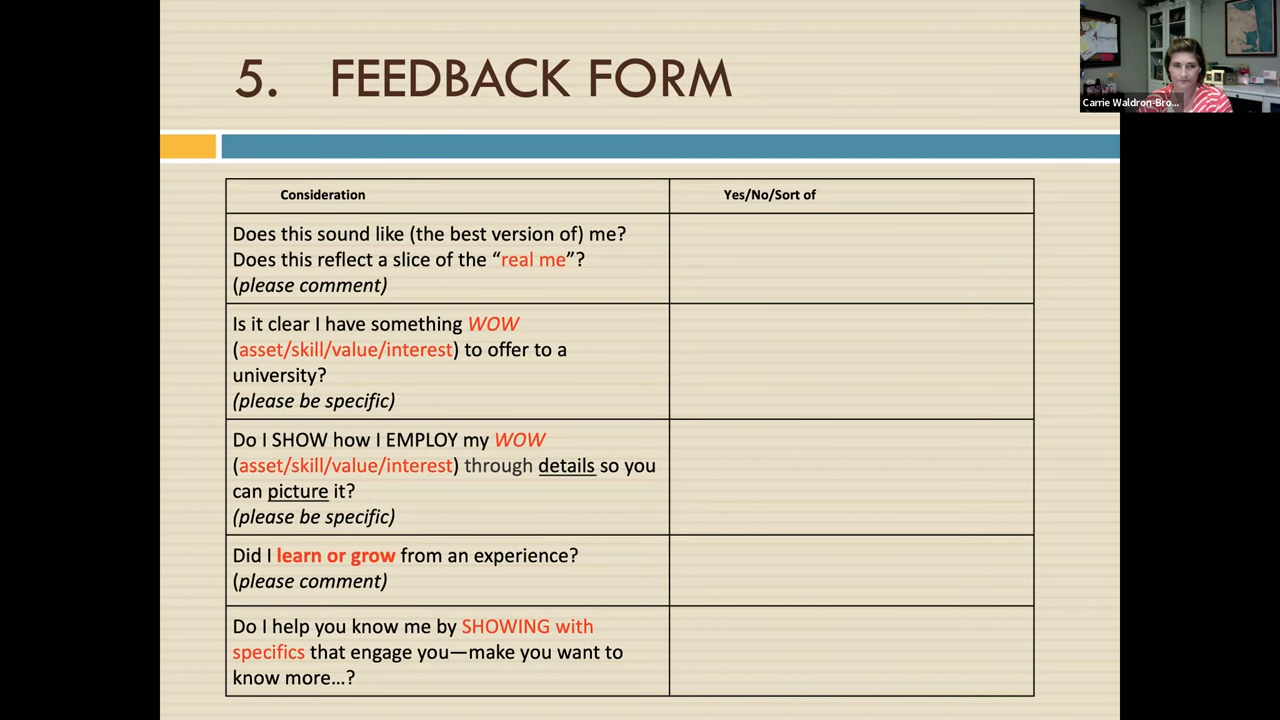 5. FEEDBACK FORM
Carrie Waldron-Bro...
Consideration
Yes/No/Sort of
Does this sound like (the best version of) me?
Does this reflect a slice of the “real me”?
(please comment)
Is it clear I have something WOW
(asset/skill/value/interest) to offer to a
university?
(please be specific)
Do I SHOW how I EMPLOY my WOW
(asset/skill/value/interest) through details so you
can picture it?
(please be specific)
Did I learn or grow from an experience?
(please comment)
Do I help you know me by SHOWING with
specifics that engage you—make you want to
know more…?